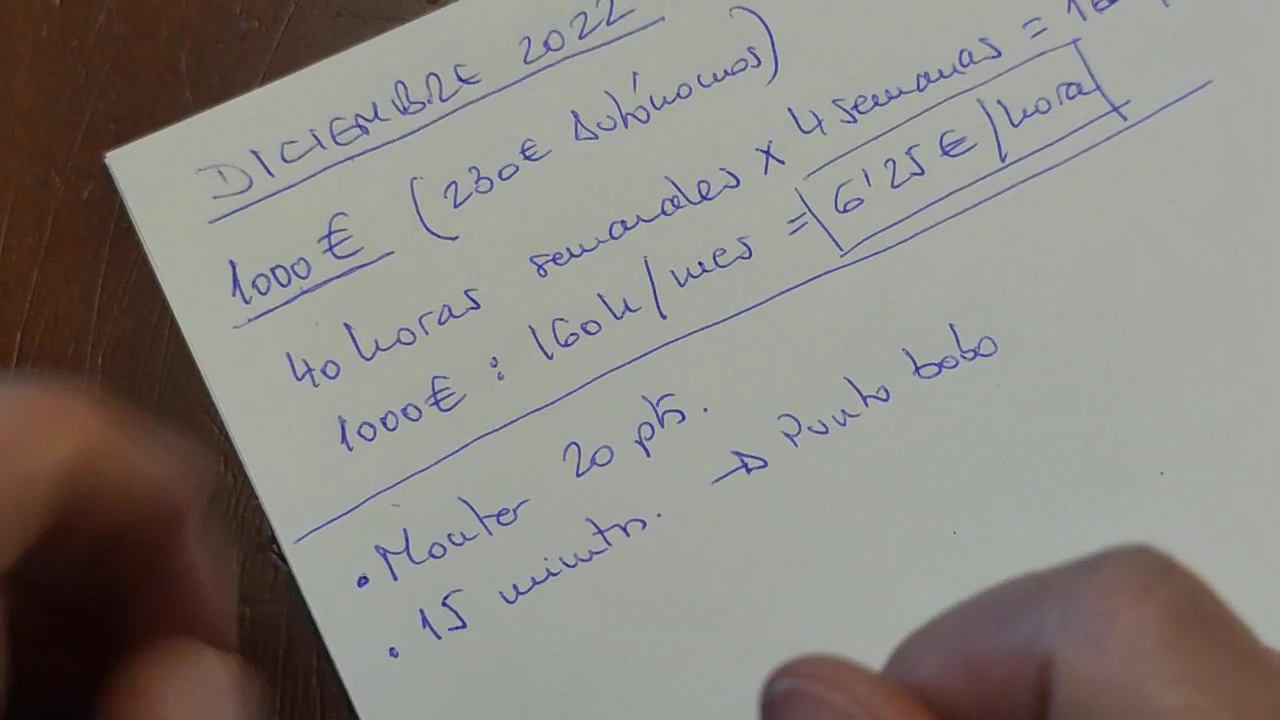 DICIEMBRE 2022
1000€ (230€ Autónomos)
40 horas semanales x 4 semanas =
1000€ : 160h/mes = 6'25€/hora
• Montar 20 pts.
• 15 minuts. → Punto bobo